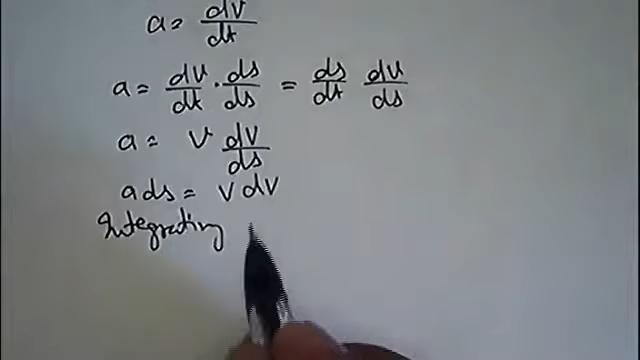 a = dv/dt
a = dv/dt · ds/ds = ds/dt dv/ds
a = v dv/ds
a ds = v dv
Integrating